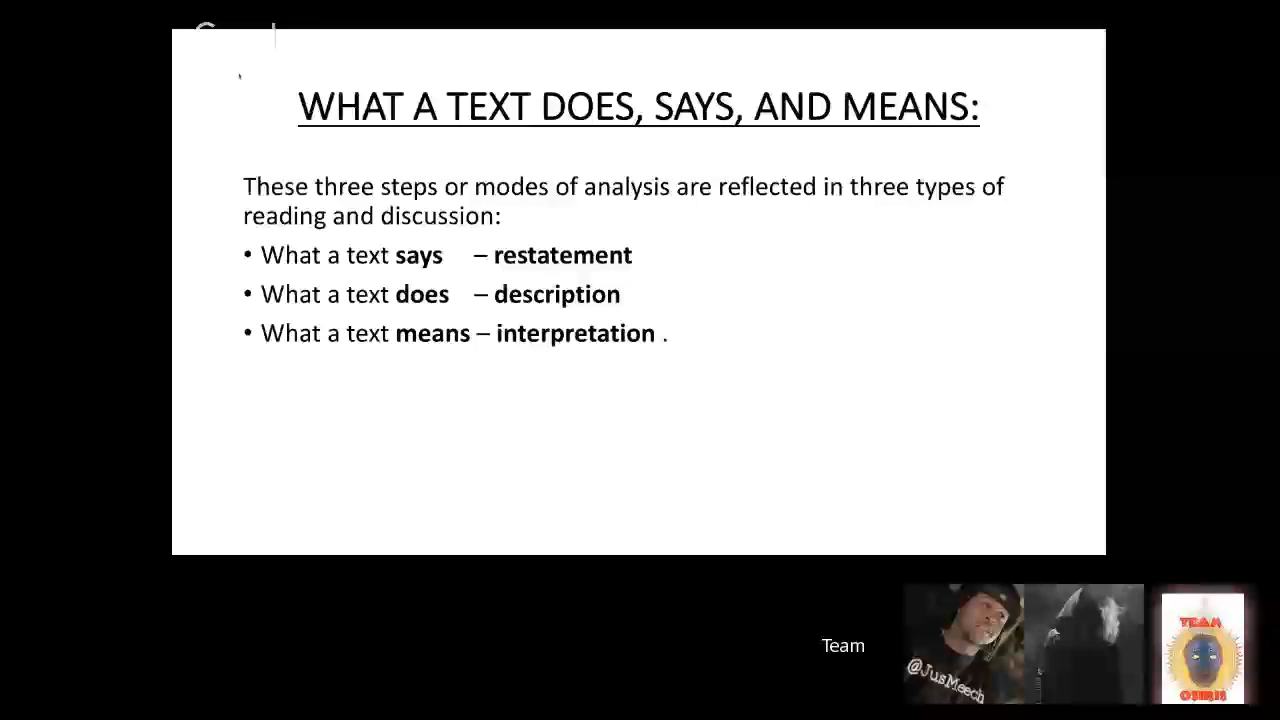 WHAT A TEXT DOES, SAYS, AND MEANS:
These three steps or modes of analysis are reflected in three types of
reading and discussion:
• What a text says – restatement
• What a text does – description
• What a text means – interpretation .
Team
@JusMeech
TEAM
OSIRIS